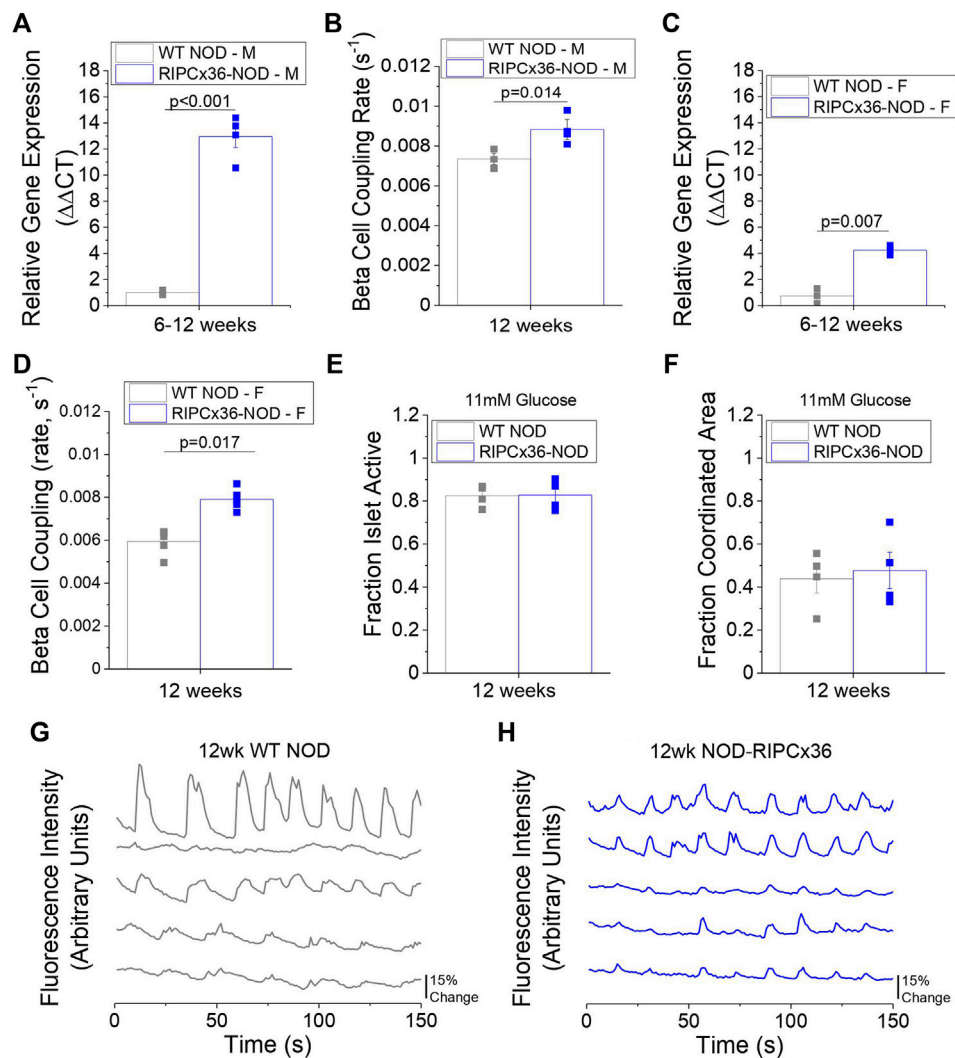 A
WT NOD - M
RIPCx36-NOD - M
Relative Gene Expression
(ΔΔCT)
18
16
14
12
10
8
6
4
2
0
p<0.001
6-12 weeks
B
WT NOD - M
RIPCx36-NOD - M
Beta Cell Coupling Rate (s⁻¹)
0.012
0.010
0.008
0.006
0.004
0.002
0.000
p=0.014
12 weeks
C
WT NOD - F
RIPCx36-NOD - F
Relative Gene Expression
(ΔΔCT)
18
16
14
12
10
8
6
4
2
0
p=0.007
6-12 weeks
D
WT NOD - F
RIPCx36-NOD - F
Beta Cell Coupling (rate, s⁻¹)
0.012
0.01
0.008
0.006
0.004
0.002
0
p=0.017
12 weeks
E
11mM Glucose
WT NOD
RIPCx36-NOD
Fraction Islet Active
1.2
1
0.8
0.6
0.4
0.2
0
12 weeks
F
11mM Glucose
WT NOD
RIPCx36-NOD
Fraction Coordinated Area
1.2
1
0.8
0.6
0.4
0.2
0
12 weeks
G
12wk WT NOD
Fluorescence Intensity
(Arbitrary Units)
15%
Change
0 50 100 150
Time (s)
H
12wk NOD-RIPCx36
Fluorescence Intensity
(Arbitrary Units)
15%
Change
0 50 100 150
Time (s)